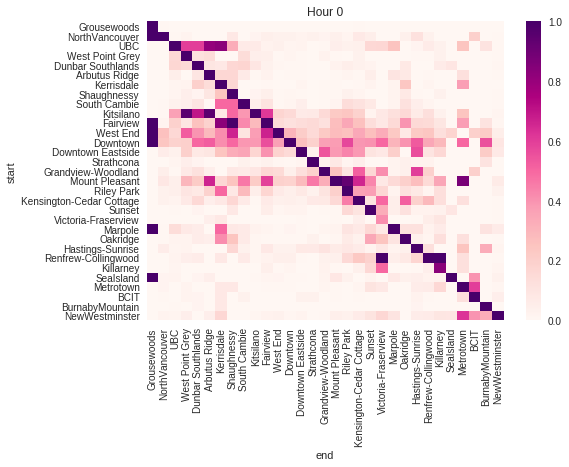 Hour 0
start
Grousewoods
NorthVancouver
UBC
West Point Grey
Dunbar Southlands
Arbutus Ridge
Kerrisdale
Shaughnessy
South Cambie
Kitsilano
Fairview
West End
Downtown
Downtown Eastside
Strathcona
Grandview-Woodland
Mount Pleasant
Riley Park
Kensington-Cedar Cottage
Sunset
Victoria-Fraserview
Marpole
Oakridge
Hastings-Sunrise
Renfrew-Collingwood
Killarney
SeaIsland
Metrotown
BCIT
BurnabyMountain
NewWestminster
Grousewoods
NorthVancouver
UBC
West Point Grey
Dunbar Southlands
Arbutus Ridge
Kerrisdale
Shaughnessy
South Cambie
Kitsilano
Fairview
West End
Downtown
Downtown Eastside
Strathcona
Grandview-Woodland
Mount Pleasant
Riley Park
Kensington-Cedar Cottage
Sunset
Victoria-Fraserview
Marpole
Oakridge
Hastings-Sunrise
Renfrew-Collingwood
Killarney
SeaIsland
Metrotown
BCIT
BurnabyMountain
NewWestminster
end
1.0
0.8
0.6
0.4
0.2
0.0